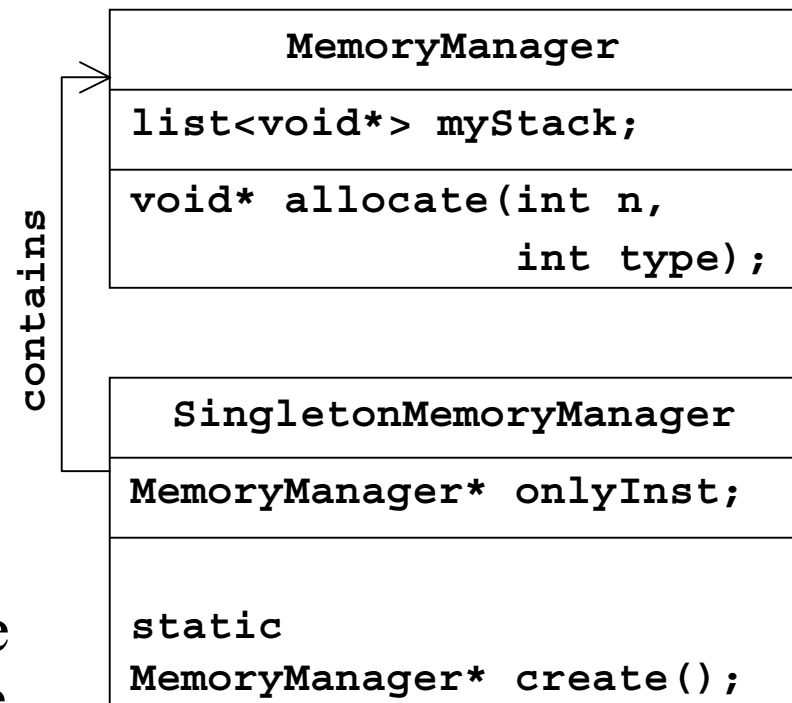 MemoryManager
list<void*> myStack;
void* allocate(int n,
int type);
contains
SingletonMemoryManager
MemoryManager* onlyInst;
static
MemoryManager* create();